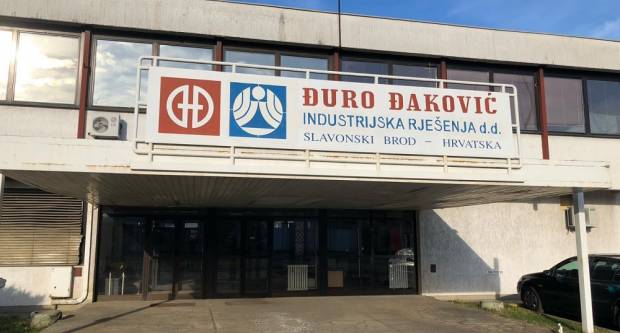 ĐURO ĐAKOVIĆ
INDUSTRIJSKA RJEŠENJA d.d.
SLAVONSKI BROD – HRVATSKA